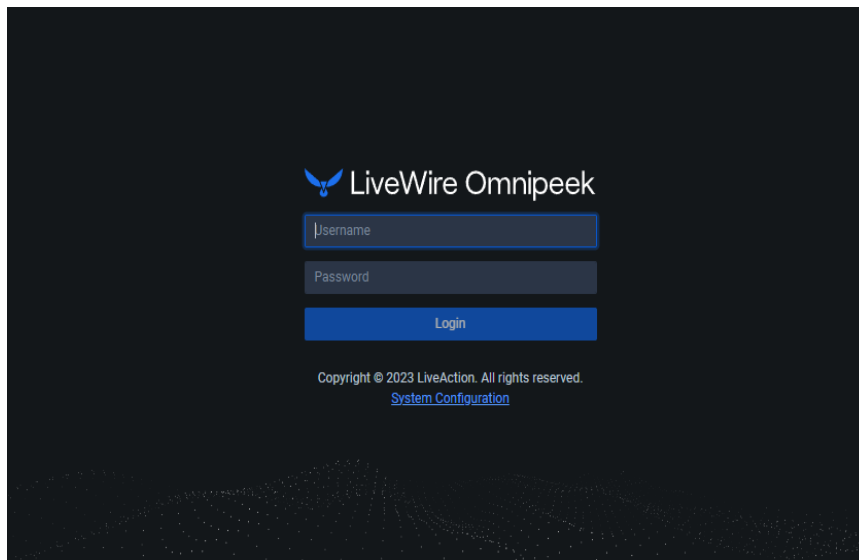 LiveWire Omnipeek
Username
Password
Login
Copyright © 2023 LiveAction. All rights reserved.
System Configuration